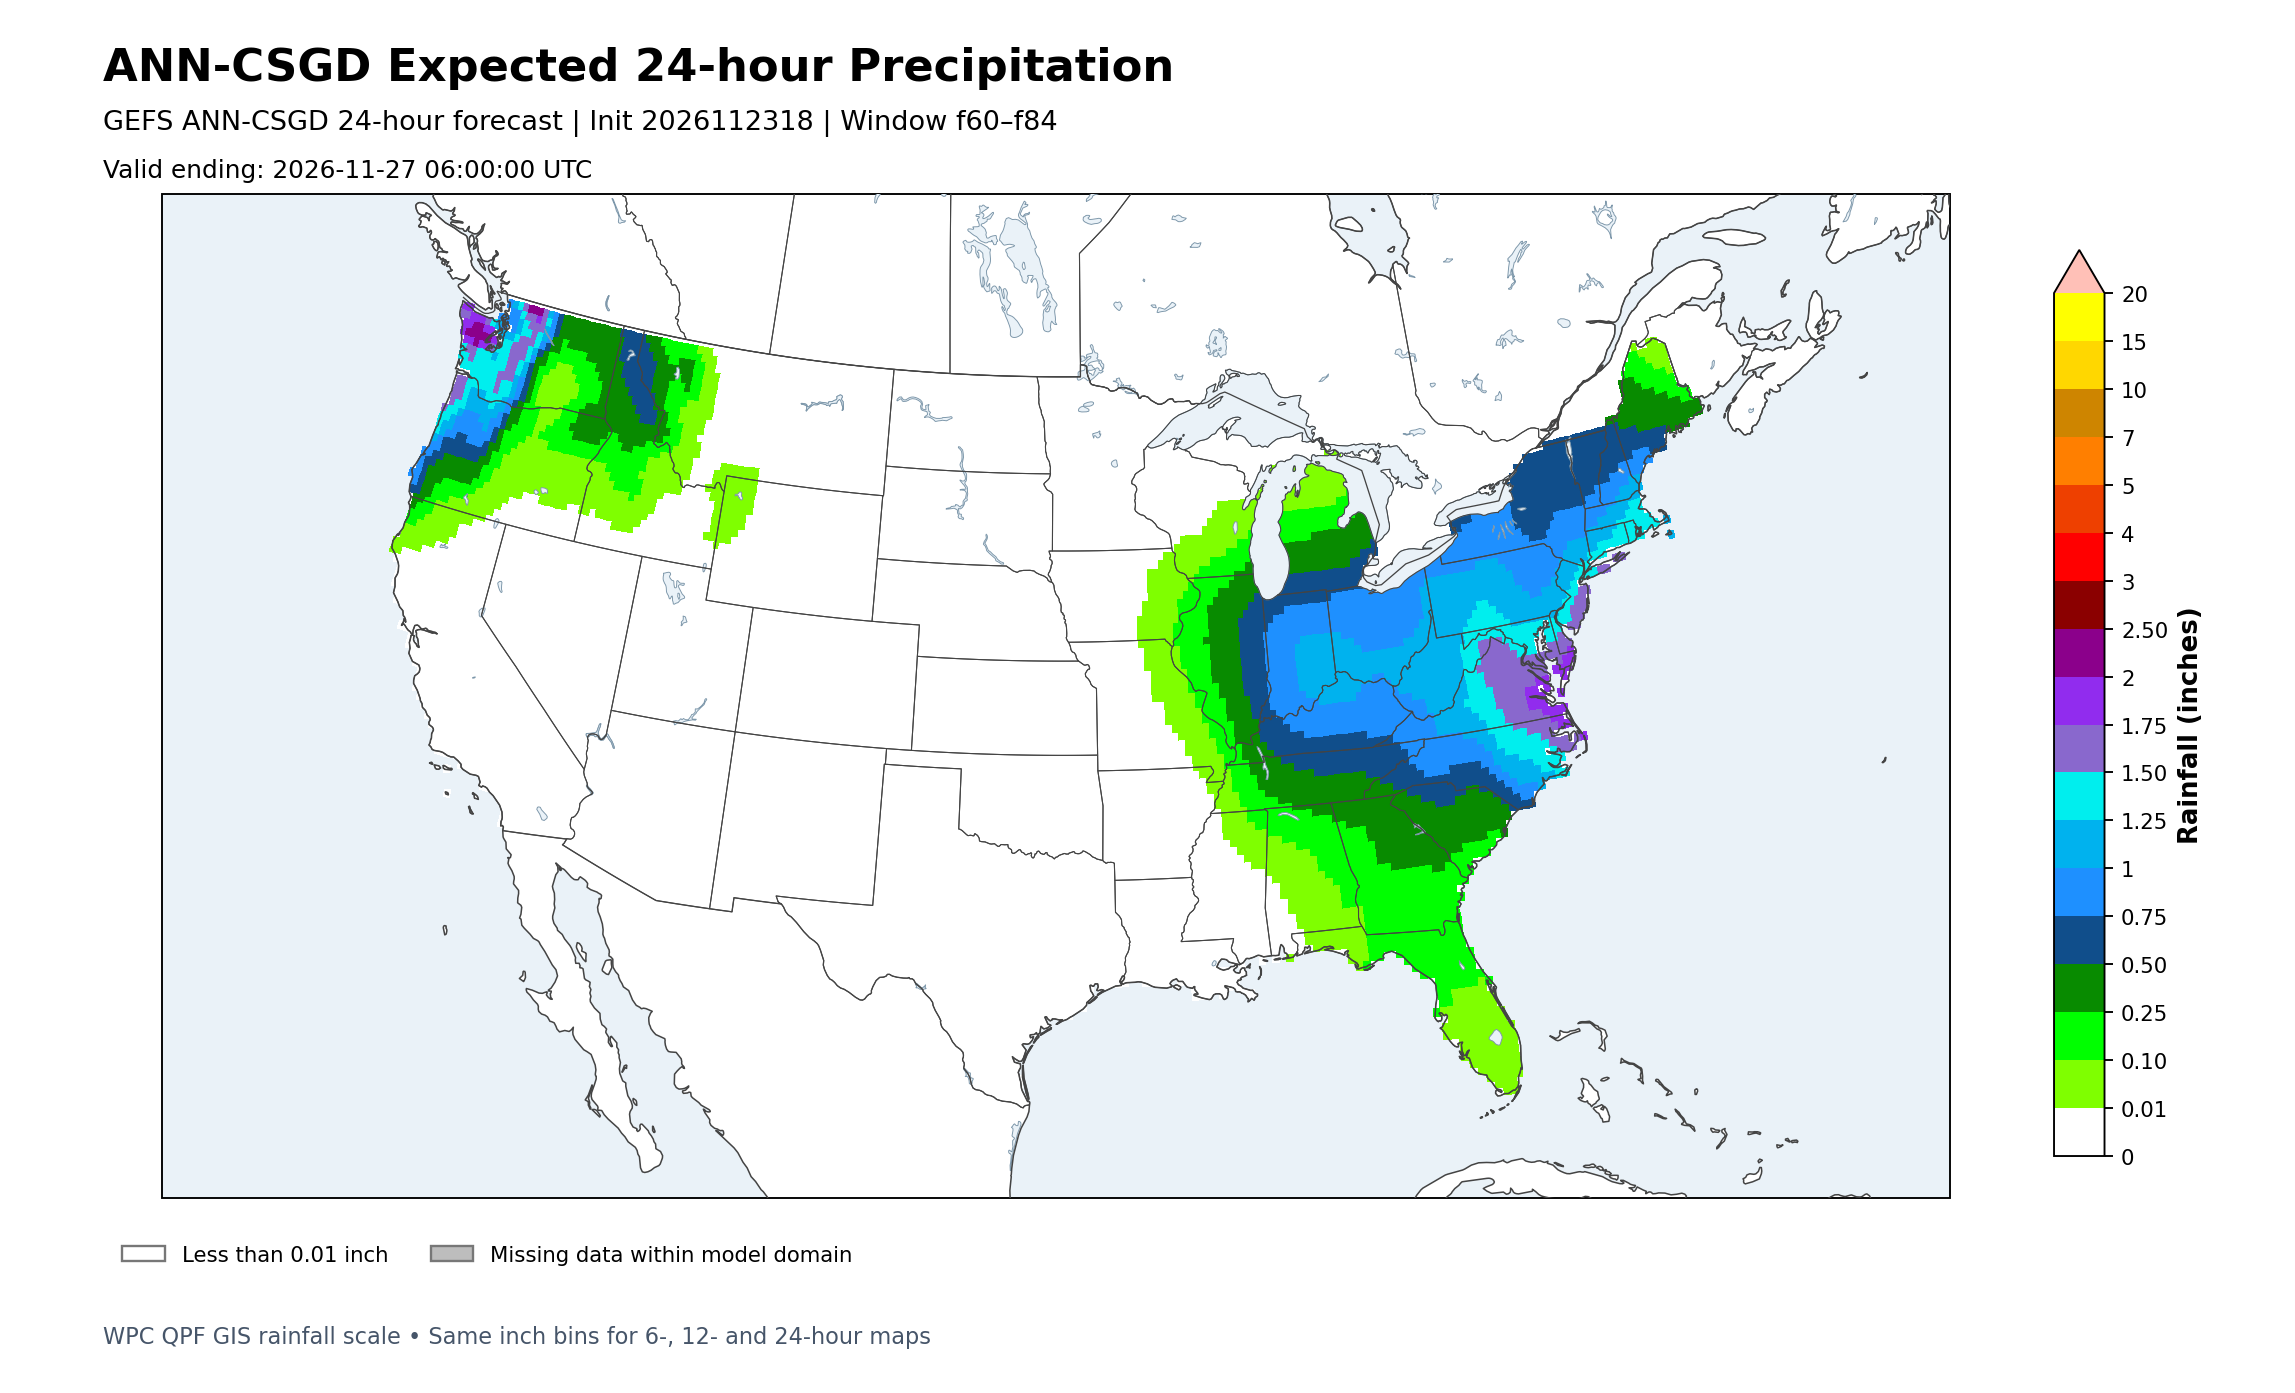 ANN-CSGD Expected 24-hour Precipitation
GEFS ANN-CSGD 24-hour forecast | Init 2026112318 | Window f60–f84
Valid ending: 2026-11-27 06:00:00 UTC
20
15
10
7
5
4
3
2.50
2
1.75
1.50
1.25
1
0.75
0.50
0.25
0.10
0.01
0
Rainfall (inches)
Less than 0.01 inch
Missing data within model domain
WPC QPF GIS rainfall scale • Same inch bins for 6-, 12- and 24-hour maps